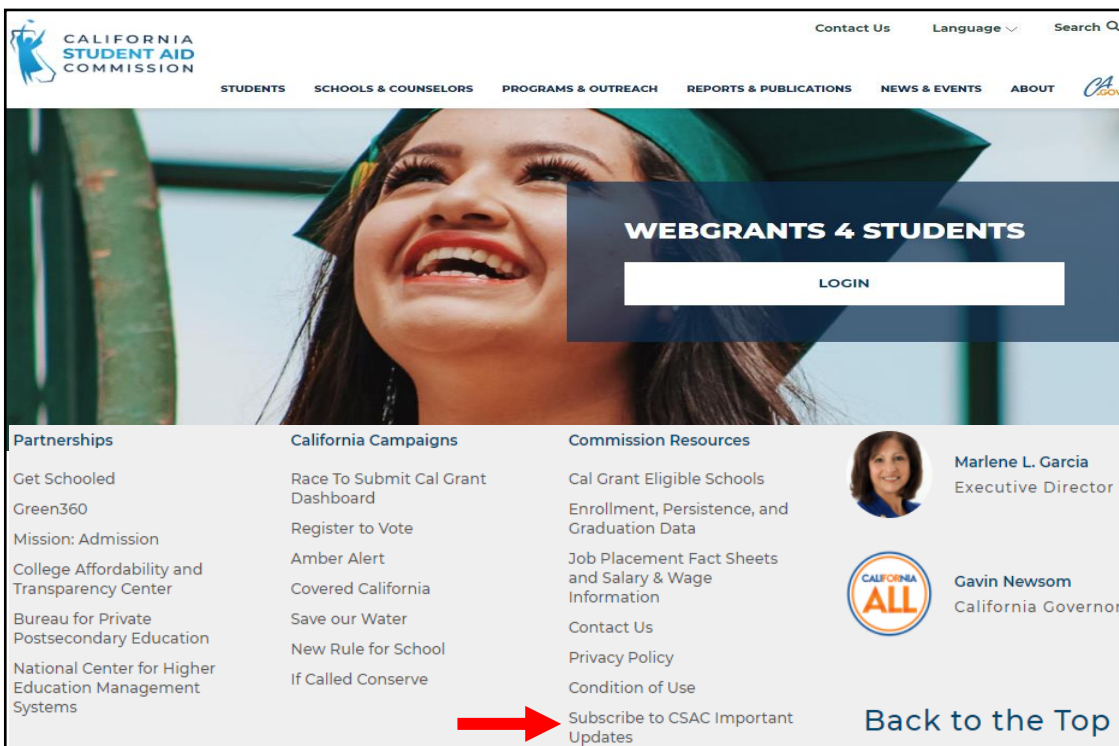 CALIFORNIA
STUDENT AID
COMMISSION
Contact Us Language Search
STUDENTS SCHOOLS & COUNSELORS PROGRAMS & OUTREACH REPORTS & PUBLICATIONS NEWS & EVENTS ABOUT CA.GOV
WEBGRANTS 4 STUDENTS
LOGIN
Partnerships
Get Schooled
Green360
Mission: Admission
College Affordability and
Transparency Center
Bureau for Private
Postsecondary Education
National Center for Higher
Education Management
Systems
California Campaigns
Race To Submit Cal Grant
Dashboard
Register to Vote
Amber Alert
Covered California
Save our Water
New Rule for School
If Called Conserve
Commission Resources
Cal Grant Eligible Schools
Enrollment, Persistence, and
Graduation Data
Job Placement Fact Sheets
and Salary & Wage
Information
Contact Us
Privacy Policy
Condition of Use
Subscribe to CSAC Important
Updates
Marlene L. Garcia
Executive Director
CALIFORNIA
ALL
Gavin Newsom
California Governor
Back to the Top